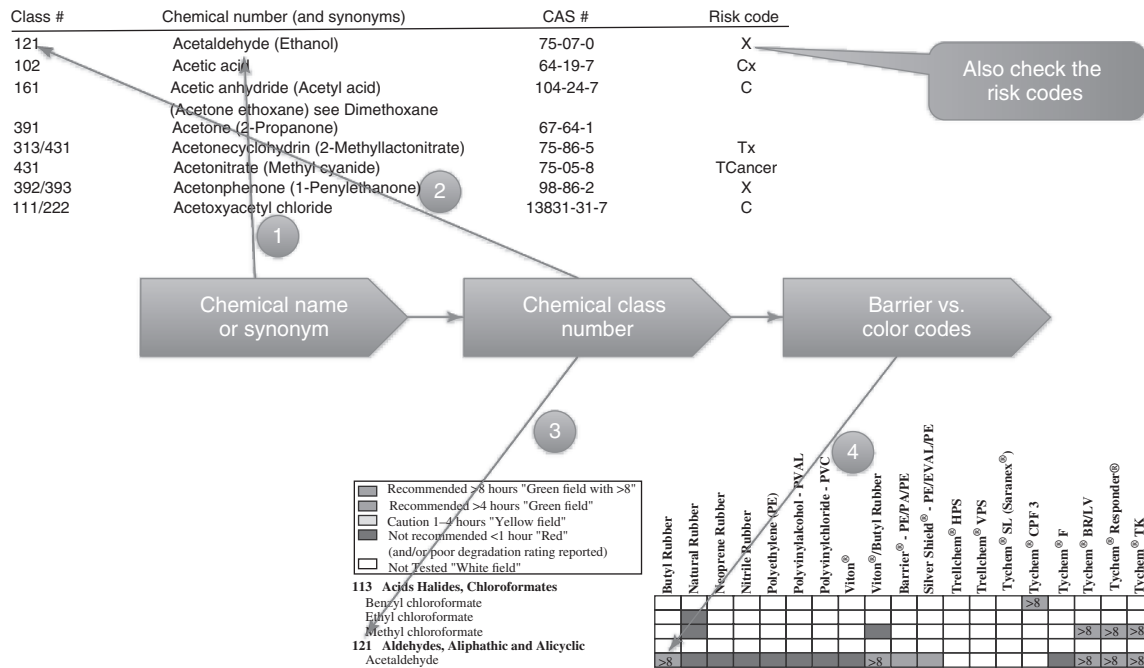 Class # Chemical number (and synonyms) CAS # Risk code
121 Acetaldehyde (Ethanol) 75-07-0 X
102 Acetic acid 64-19-7 Cx
161 Acetic anhydride (Acetyl acid) 104-24-7 C
(Acetone ethoxane) see Dimethoxane
391 Acetone (2-Propanone) 67-64-1
313/431 Acetonecyclohydrin (2-Methyllactonitrate) 75-86-5 Tx
431 Acetonitrate (Methyl cyanide) 75-05-8 TCancer
392/393 Acetonphenone (1-Penylethanone) 98-86-2 X
111/222 Acetoxyacetyl chloride 13831-31-7 C
Also check the
risk codes
2
1
Chemical name
or synonym
Chemical class
number
Barrier vs.
color codes
3
4
Recommended >8 hours "Green field with >8"
Recommended >4 hours "Green field"
Caution 1–4 hours "Yellow field"
Not recommended <1 hour "Red"
(and/or poor degradation rating reported)
Not Tested "White field"
Butyl Rubber
Natural Rubber
Neoprene Rubber
Nitrile Rubber
Polyethylene (PE)
Polyvinylalcohol - PVAL
Polyvinylchloride - PVC
Viton®
Viton®/Butyl Rubber
Barrier® - PE/PA/PE
Silver Shield® - PE/EVAL/PE
Trellchem® HPS
Trellchem® VPS
Tychem® SL (Saranex®)
Tychem® CPF 3
Tychem® F
Tychem® BR/LV
Tychem® Responder®
Tychem® TK
113 Acids Halides, Chloroformates
Benzyl chloroformate >8
Ethyl chloroformate
Methyl chloroformate >8 >8 >8
121 Aldehydes, Aliphatic and Alicyclic
Acetaldehyde >8 >8 >8 >8 >8